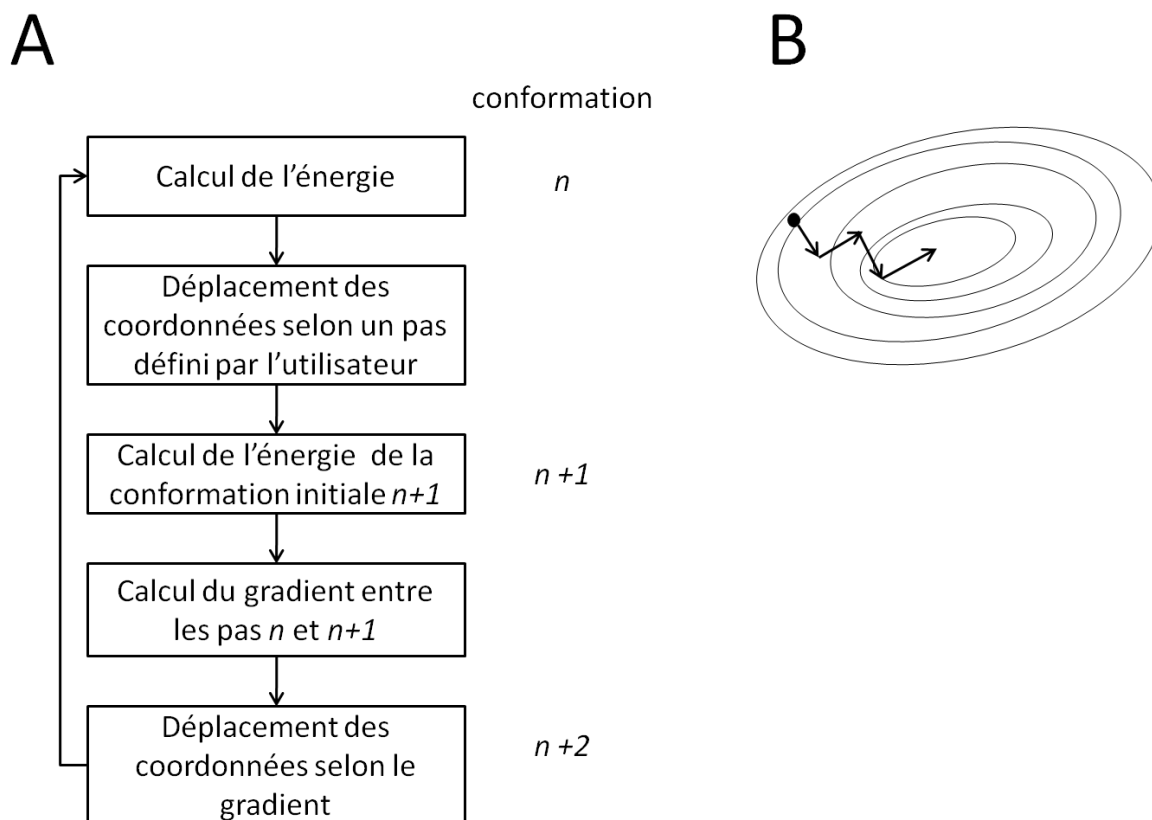 A
B
conformation
Calcul de l’énergie
n
Déplacement des
coordonnées selon un pas
défini par l’utilisateur
Calcul de l’énergie de la
conformation initiale n+1
n +1
Calcul du gradient entre
les pas n et n+1
Déplacement des
coordonnées selon le
gradient
n +2